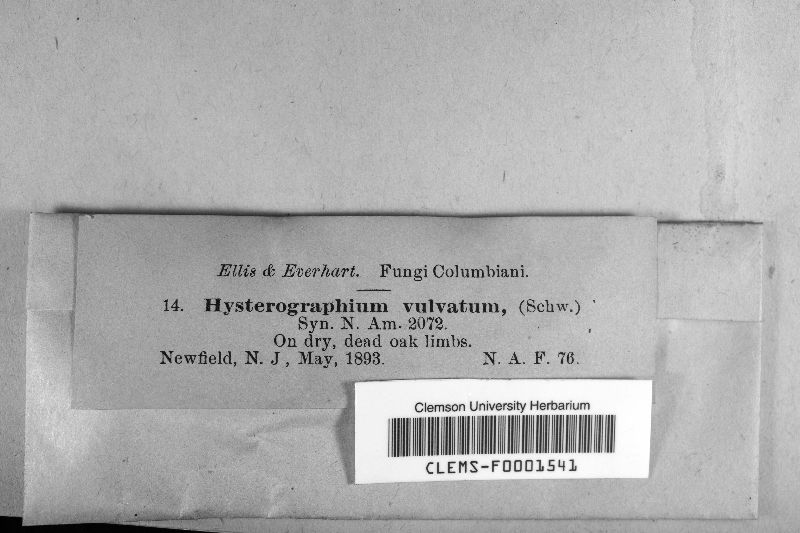 Ellis & Everhart. Fungi Columbiani.
14. Hysterographium vulvatum, (Schw.)
Syn. N. Am. 2072.
On dry, dead oak limbs.
Newfield, N. J , May, 1893. N. A. F. 76.
Clemson University Herbarium
CLEMS-F0001541